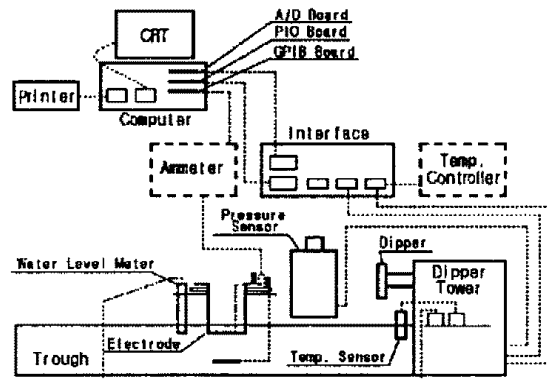 CRT
A/D Board
PIO Board
GPIB Board
Printer
Computer
Interface
Ammeter
Temp.
Controller
Pressure
Sensor
Dipper
Water Level Meter
Dipper
Tower
Electrode
Temp. Sensor
Trough